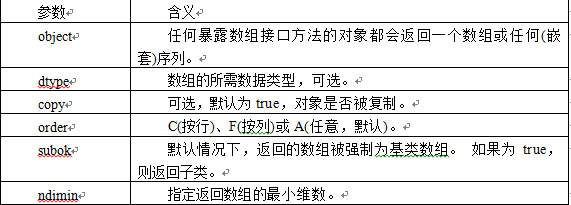 参数 含义
object 任何暴露数组接口方法的对象都会返回一个数组或任何(嵌
套)序列。
dtype 数组的所需数据类型，可选。
copy 可选，默认为 true，对象是否被复制。
order C(按行)、F(按列)或 A(任意，默认)。
subok 默认情况下，返回的数组被强制为基类数组。 如果为 true，
则返回子类。
ndimin 指定返回数组的最小维数。